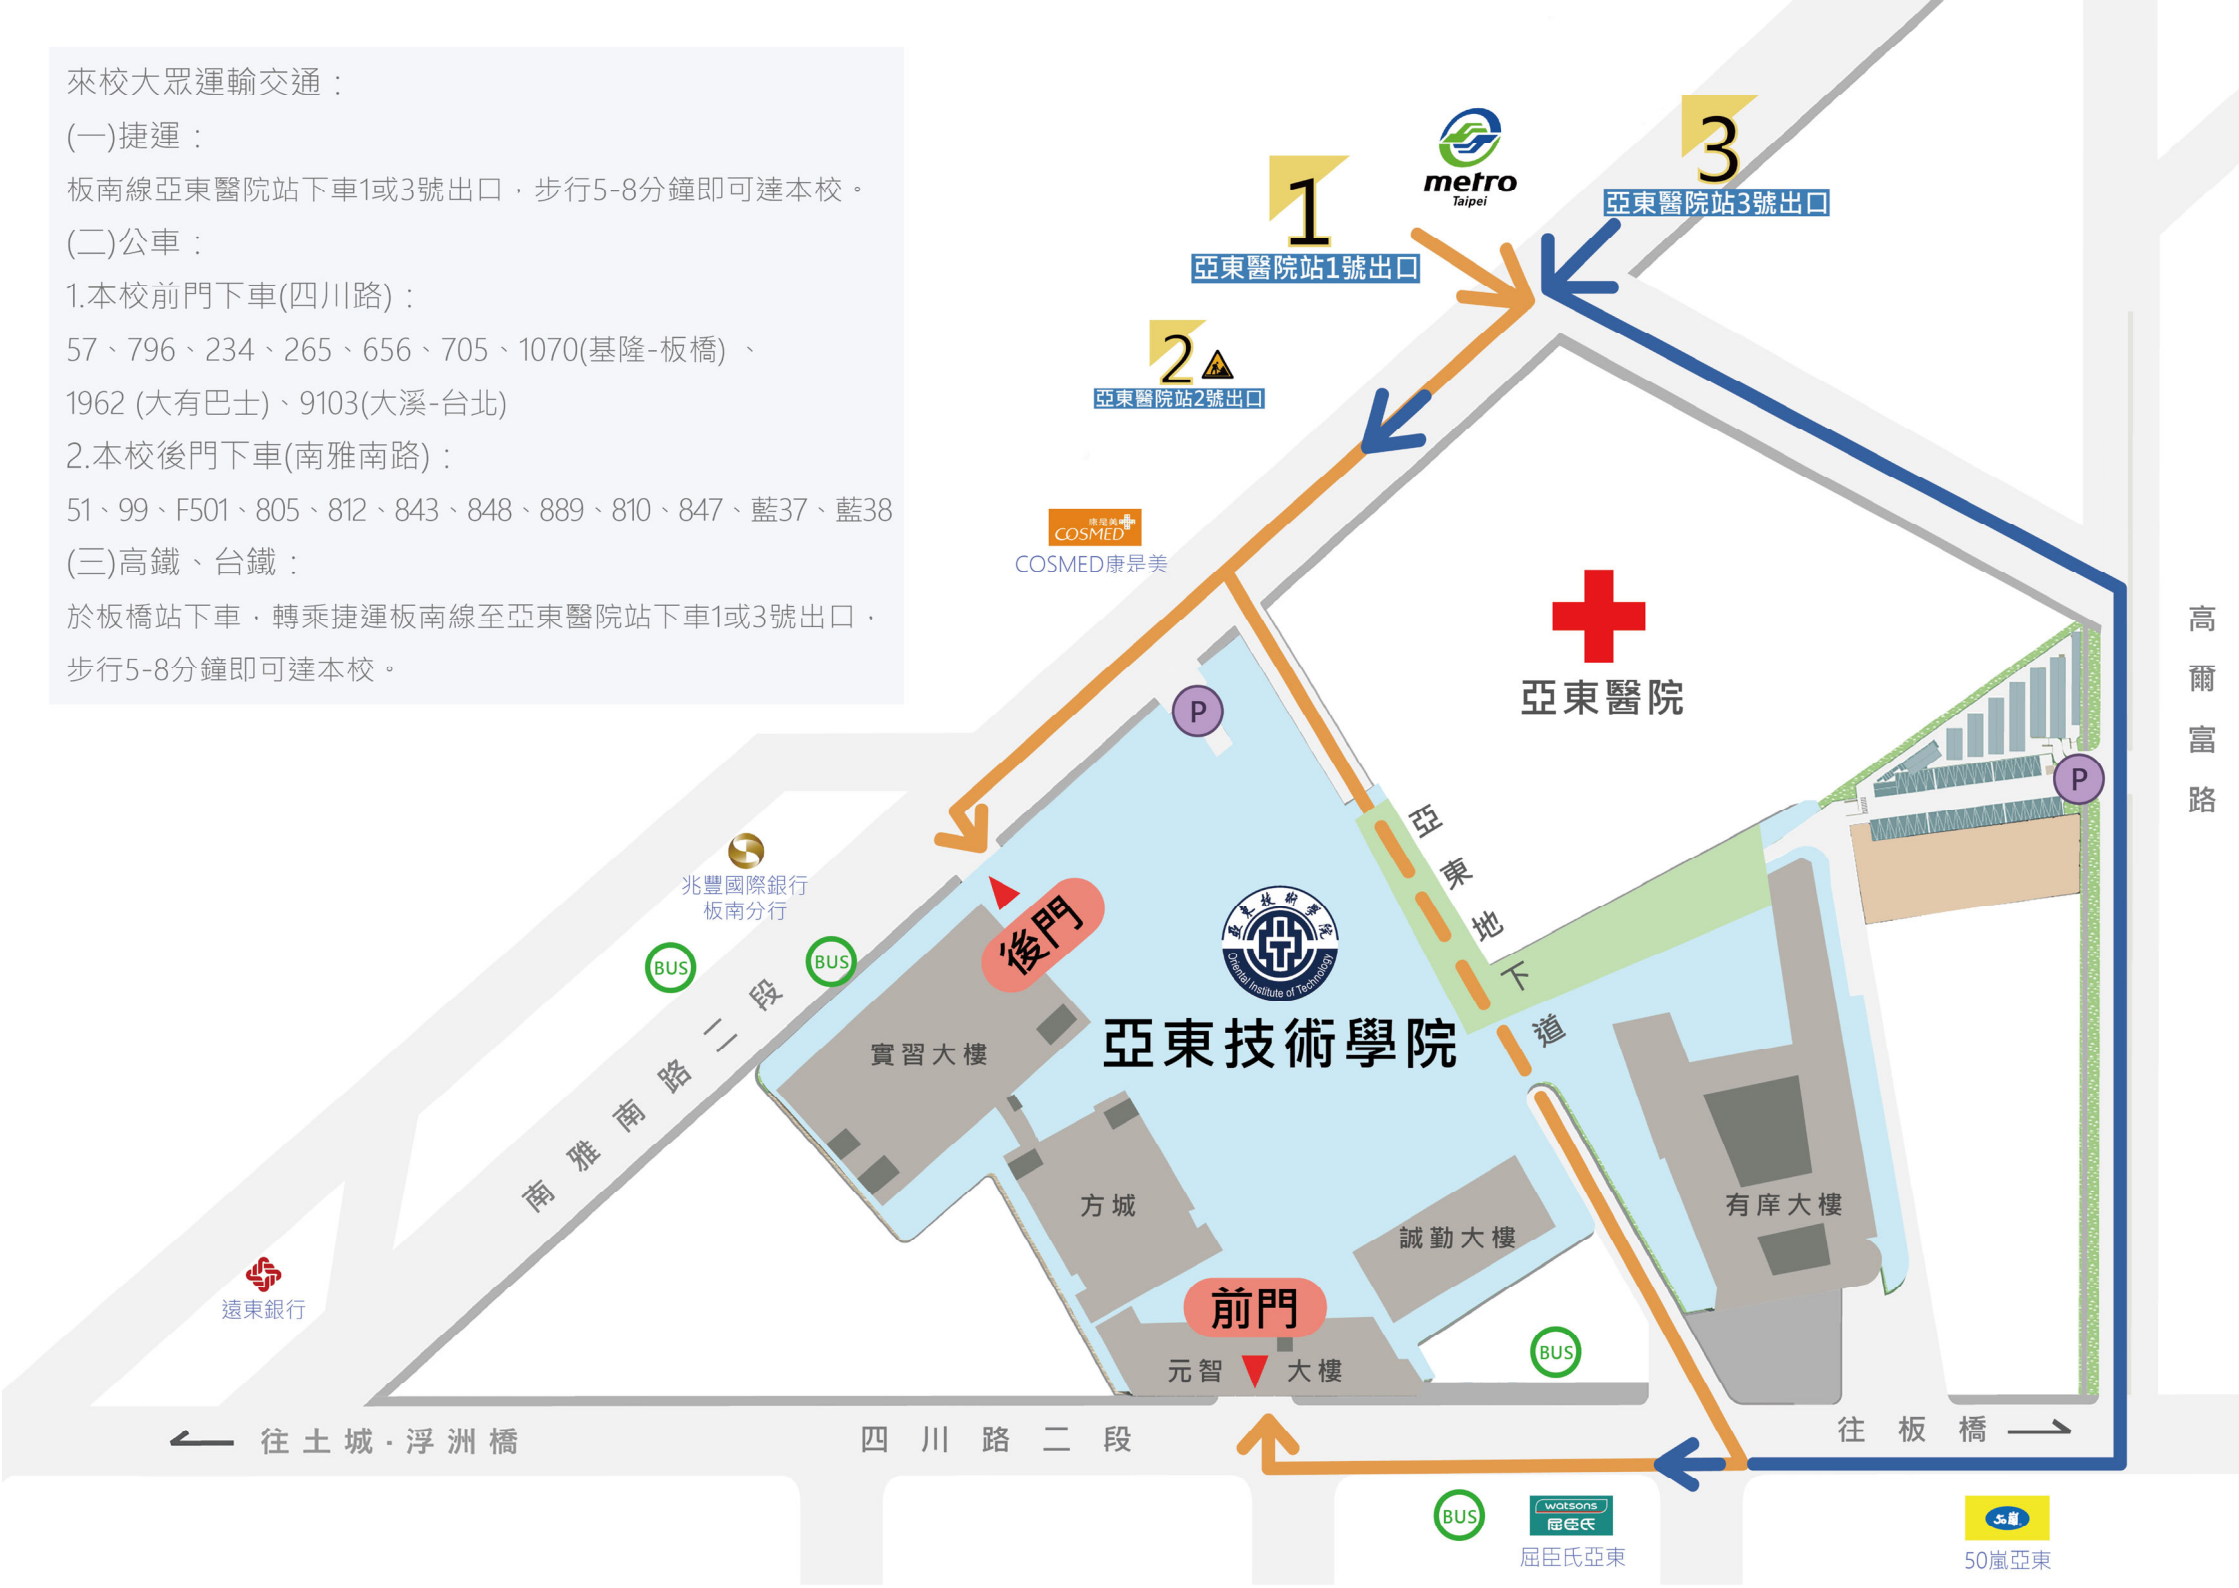 來校大眾運輸交通：
(一)捷運：
板南線亞東醫院站下車1或3號出口，步行5-8分鐘即可達本校。
(二)公車：
1.本校前門下車(四川路)：
57、796、234、265、656、705、1070(基隆-板橋) 、
1962 (大有巴士)、9103(大溪-台北)
2.本校後門下車(南雅南路)：
51、99、F501、805、812、843、848、889、810、847、藍37、藍38
(三)高鐵、台鐵：
於板橋站下車，轉乘捷運板南線至亞東醫院站下車1或3號出口，
步行5-8分鐘即可達本校。
metro
Taipei
3
亞東醫院站3號出口
1
亞東醫院站1號出口
2
亞東醫院站2號出口
康是美
COSMED
COSMED康是美
亞東醫院
高爾富路
P
P
亞東地下道
兆豐國際銀行
板南分行
BUS
BUS
後門
南雅南路二段
亞東技術學院
Oriental Institute of Technology
亞東技術學院
實習大樓
方城
誠勤大樓
有庠大樓
遠東銀行
前門
元智大樓
BUS
往土城·浮洲橋
四川路二段
往板橋
BUS
watsons
屈臣氏
屈臣氏亞東
50嵐
50嵐亞東